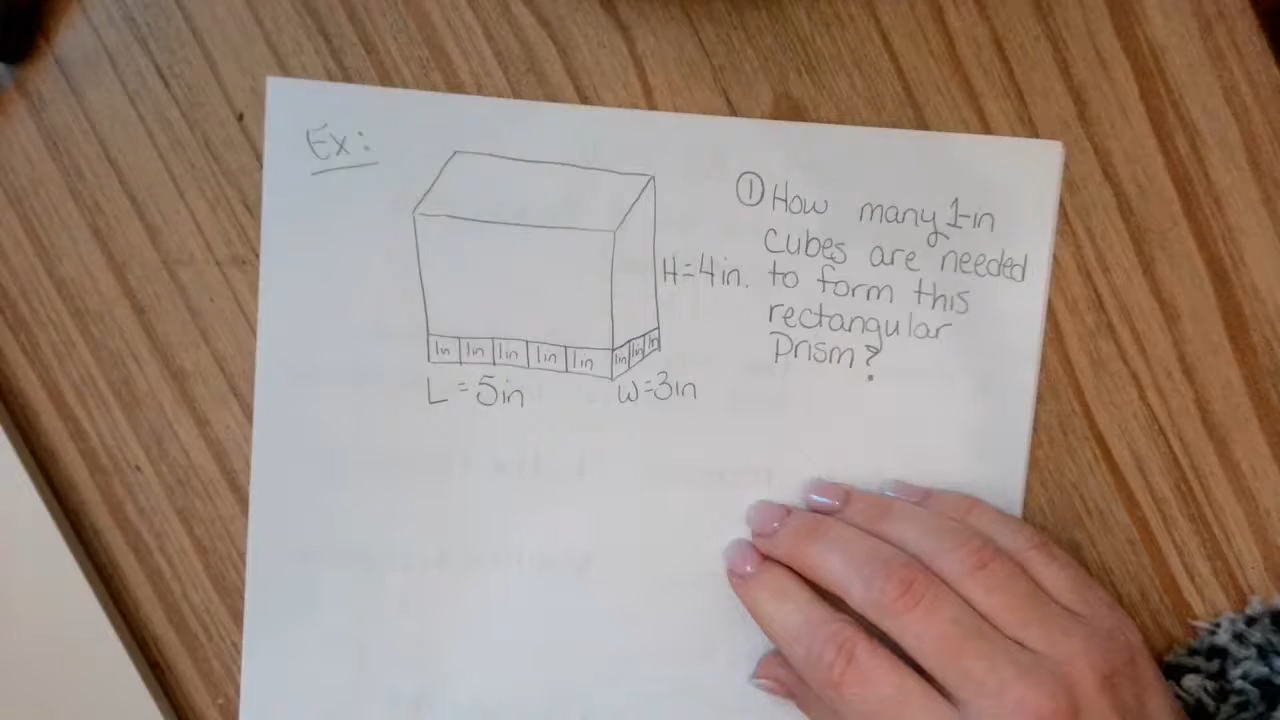 Ex:
① How many 1-in
cubes are needed
H=4in. to form this
rectangular
Prism?
1in 1in 1in 1in 1in 1in 1in 1in
L=5in W=3in